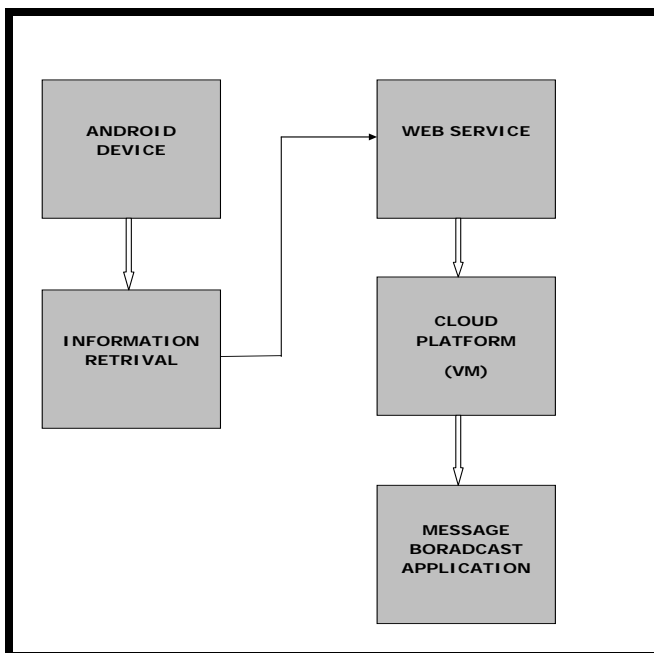 ANDROID
DEVICE
INFORMATION
RETRIVAL
WEB SERVICE
CLOUD
PLATFORM
(VM)
MESSAGE
BORADCAST
APPLICATION